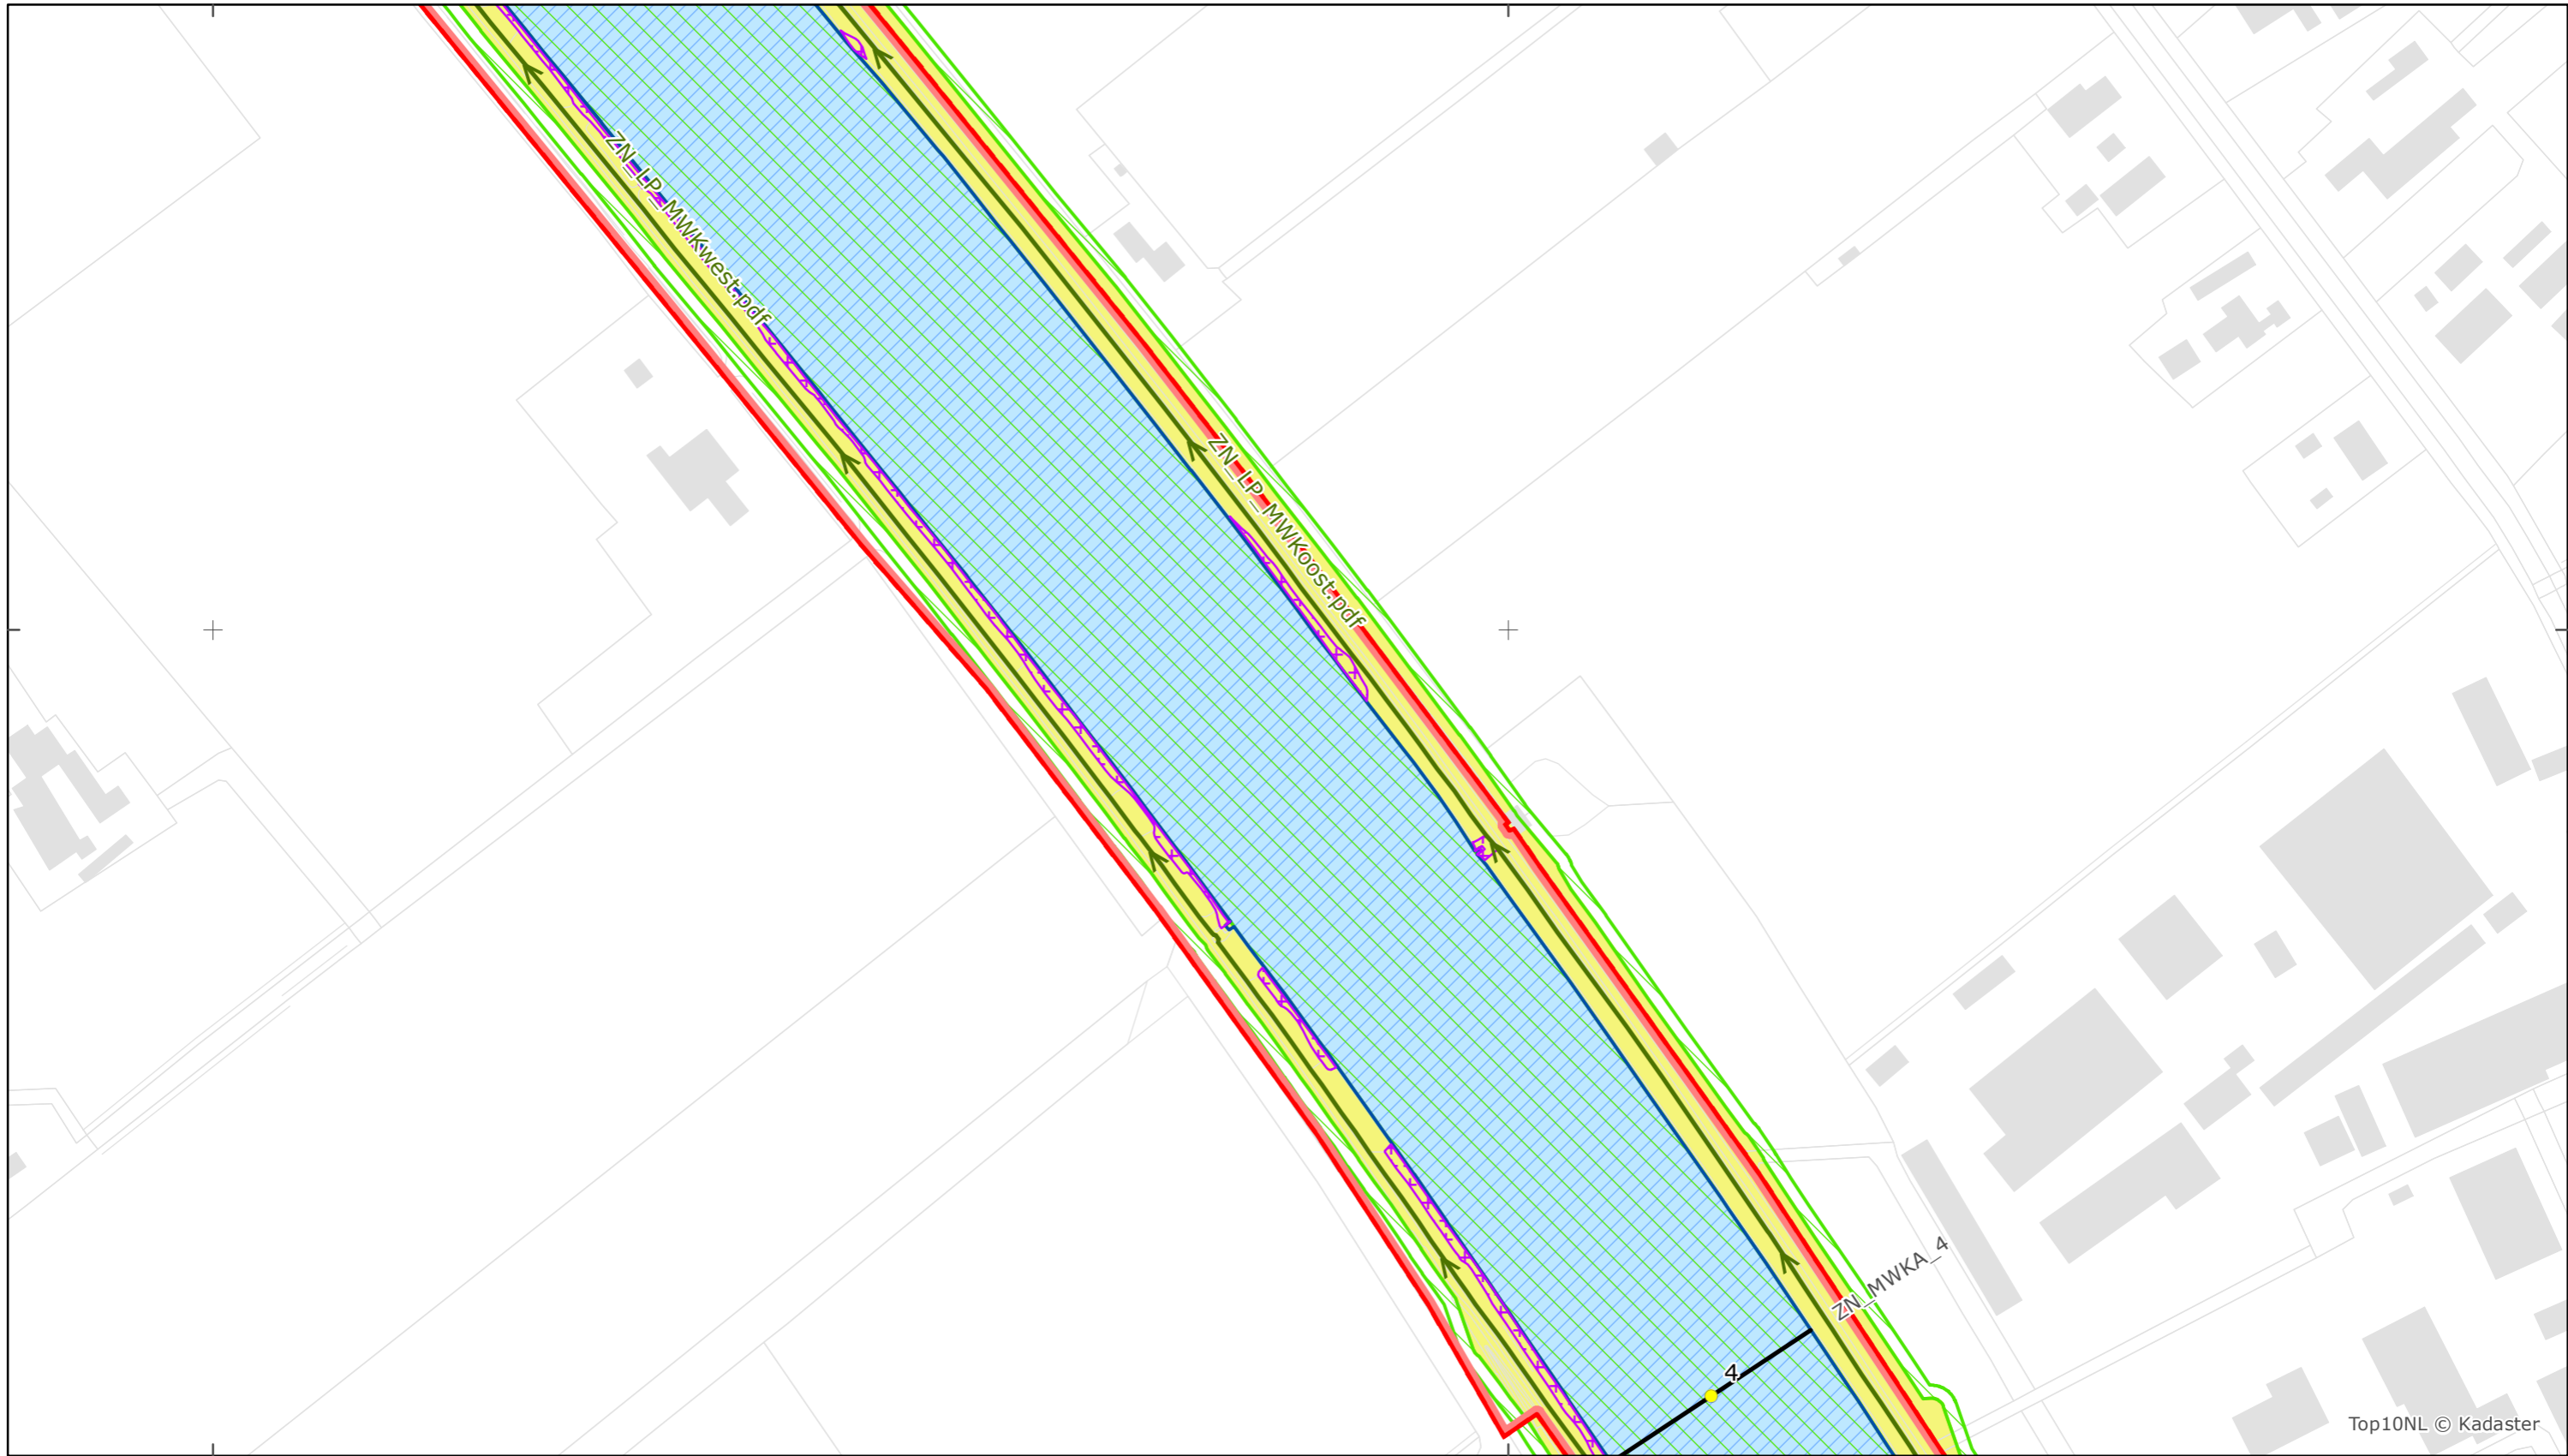 ZN_LP_MWKwest.pdf
ZN_LP_MWKoost.pdf
ZN_MWKA_4
4
Top10NL © Kadaster